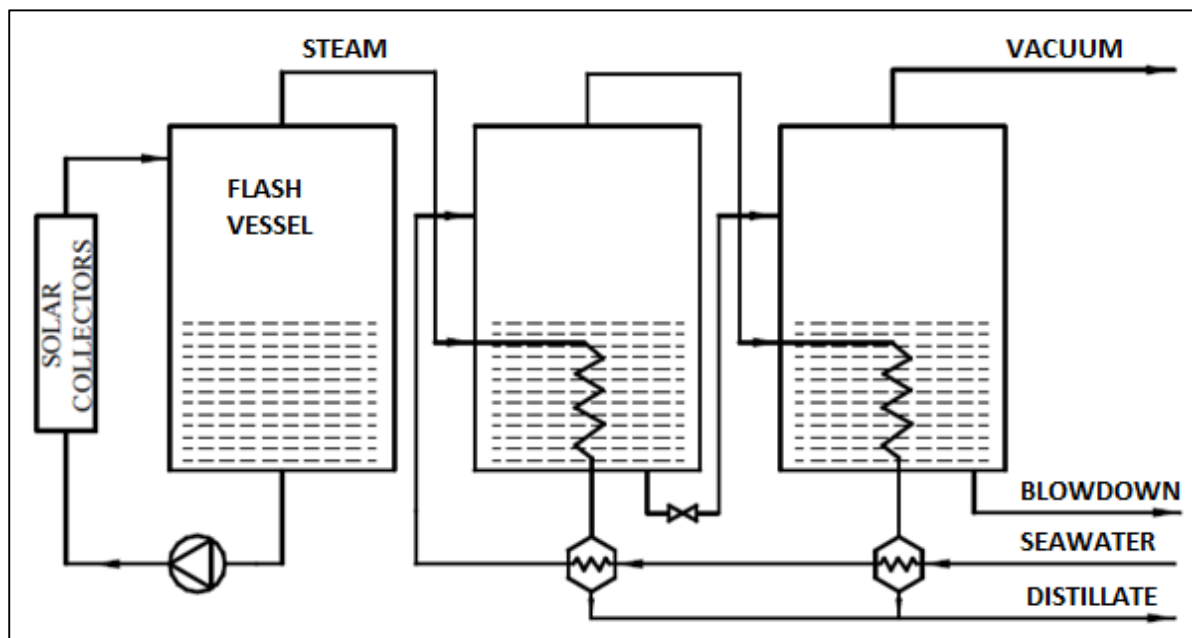 STEAM
VACUUM
FLASH
VESSEL
SOLAR
COLLECTORS
BLOWDOWN
SEAWATER
DISTILLATE